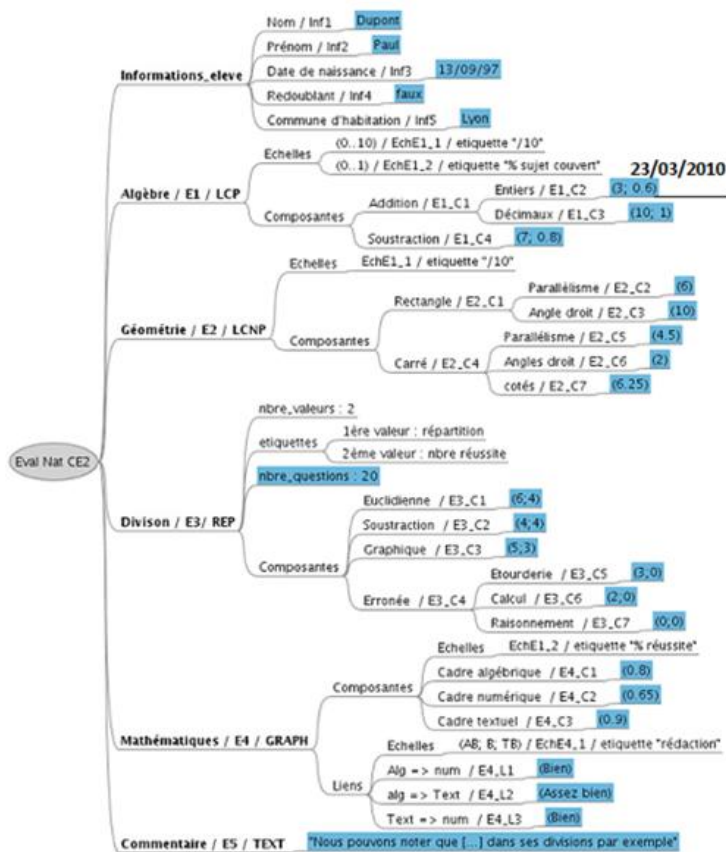 Eval Nat CE2
Informations_eleve
Nom / Inf1 Dupont
Prénom / Inf2 Paul
Date de naissance / Inf3 13/09/97
Redoublant / Inf4 faux
Commune d'habitation / Inf5 Lyon
23/03/2010
Algèbre / E1 / LCP
Echelles
(0..10) / EchE1_1 / etiquette "/10"
(0..1) / EchE1_2 / etiquette "% sujet couvert"
Composantes
Addition / E1_C1
Entiers / E1_C2 (3; 0.6)
Décimaux / E1_C3 (10; 1)
Soustraction / E1_C4 (7; 0.8)
Géométrie / E2 / LCNP
Echelles EchE1_1 / etiquette "/10"
Composantes
Rectangle / E2_C1
Parallèlisme / E2_C2 (6)
Angle droit / E2_C3 (10)
Carré / E2_C4
Parallélisme / E2_C5 (4.5)
Angles droit / E2_C6 (2)
cotés / E2_C7 (6.25)
Divison / E3/ REP
nbre_valeurs : 2
etiquettes
1ère valeur : répartition
2ème valeur : nbre réussite
nbre_questions : 20
Composantes
Euclidienne / E3_C1 (6;4)
Soustraction / E3_C2 (4;4)
Graphique / E3_C3 (5;3)
Erronée / E3_C4
Etourderie / E3_C5 (3;0)
Calcul / E3_C6 (2;0)
Raisonnement / E3_C7 (0;0)
Mathématiques / E4 / GRAPH
Composantes
Echelles EchE1_2 / etiquette "% réussite"
Cadre algébrique / E4_C1 (0.8)
Cadre numérique / E4_C2 (0.65)
Cadre textuel / E4_C3 (0.9)
Liens
Echelles (AB; B; TB) / EchE4_1 / etiquette "rédaction"
Alg => num / E4_L1 (Bien)
alg => Text / E4_L2 (Assez bien)
Text => num / E4_L3 (Bien)
Commentaire / E5 / TEXT "Nous pouvons noter que [...] dans ses divisions par exemple"